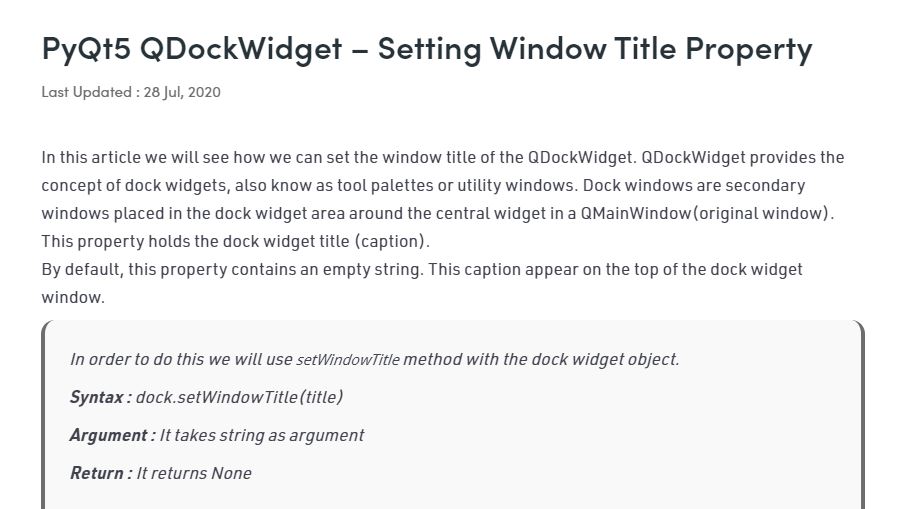 PyQt5 QDockWidget – Setting Window Title Property
Last Updated : 28 Jul, 2020
In this article we will see how we can set the window title of the QDockWidget. QDockWidget provides the
concept of dock widgets, also know as tool palettes or utility windows. Dock windows are secondary
windows placed in the dock widget area around the central widget in a QMainWindow(original window).
This property holds the dock widget title (caption).
By default, this property contains an empty string. This caption appear on the top of the dock widget
window.
In order to do this we will use setWindowTitle method with the dock widget object.
Syntax : dock.setWindowTitle(title)
Argument : It takes string as argument
Return : It returns None